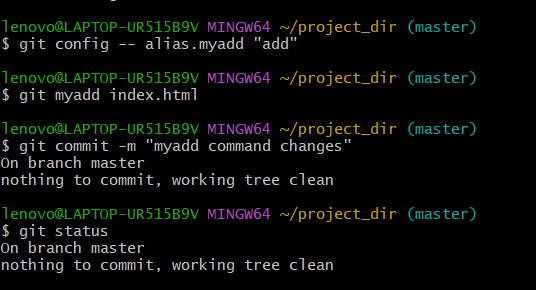 lenovo@LAPTOP-UR515B9V MINGW64 ~/project_dir (master)
$ git config -- alias.myadd "add"
lenovo@LAPTOP-UR515B9V MINGW64 ~/project_dir (master)
$ git myadd index.html
lenovo@LAPTOP-UR515B9V MINGW64 ~/project_dir (master)
$ git commit -m "myadd command changes"
On branch master
nothing to commit, working tree clean
lenovo@LAPTOP-UR515B9V MINGW64 ~/project_dir (master)
$ git status
On branch master
nothing to commit, working tree clean